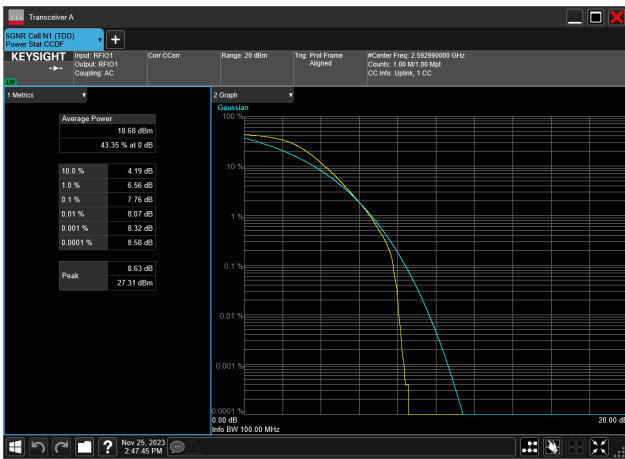 Transceiver A
5GNR Cell N1 (TDD)
Power Stat CCDF
KEYSIGHT
LXI
Input: RFIO1
Output: RFIO1
Coupling: AC
Corr CCorr
Range: 20 dBm
Trig: Prot Frame
Aligned
#Center Freq: 2.592990000 GHz
Counts: 1.00 M/1.00 Mpt
CC Info: Uplink, 1 CC
1 Metrics
Average Power
18.68 dBm
43.35 % at 0 dB
10.0 % 4.19 dB
1.0 % 6.56 dB
0.1 % 7.76 dB
0.01 % 8.07 dB
0.001 % 8.32 dB
0.0001 % 8.58 dB
Peak
8.63 dB
27.31 dBm
2 Graph
Gaussian
100 %
10 %
1 %
0.1 %
0.01 %
0.001 %
0.0001 %
0.00 dB
20.00 dB
Info BW 100.00 MHz
?
Nov 25, 2023
2:47:45 PM